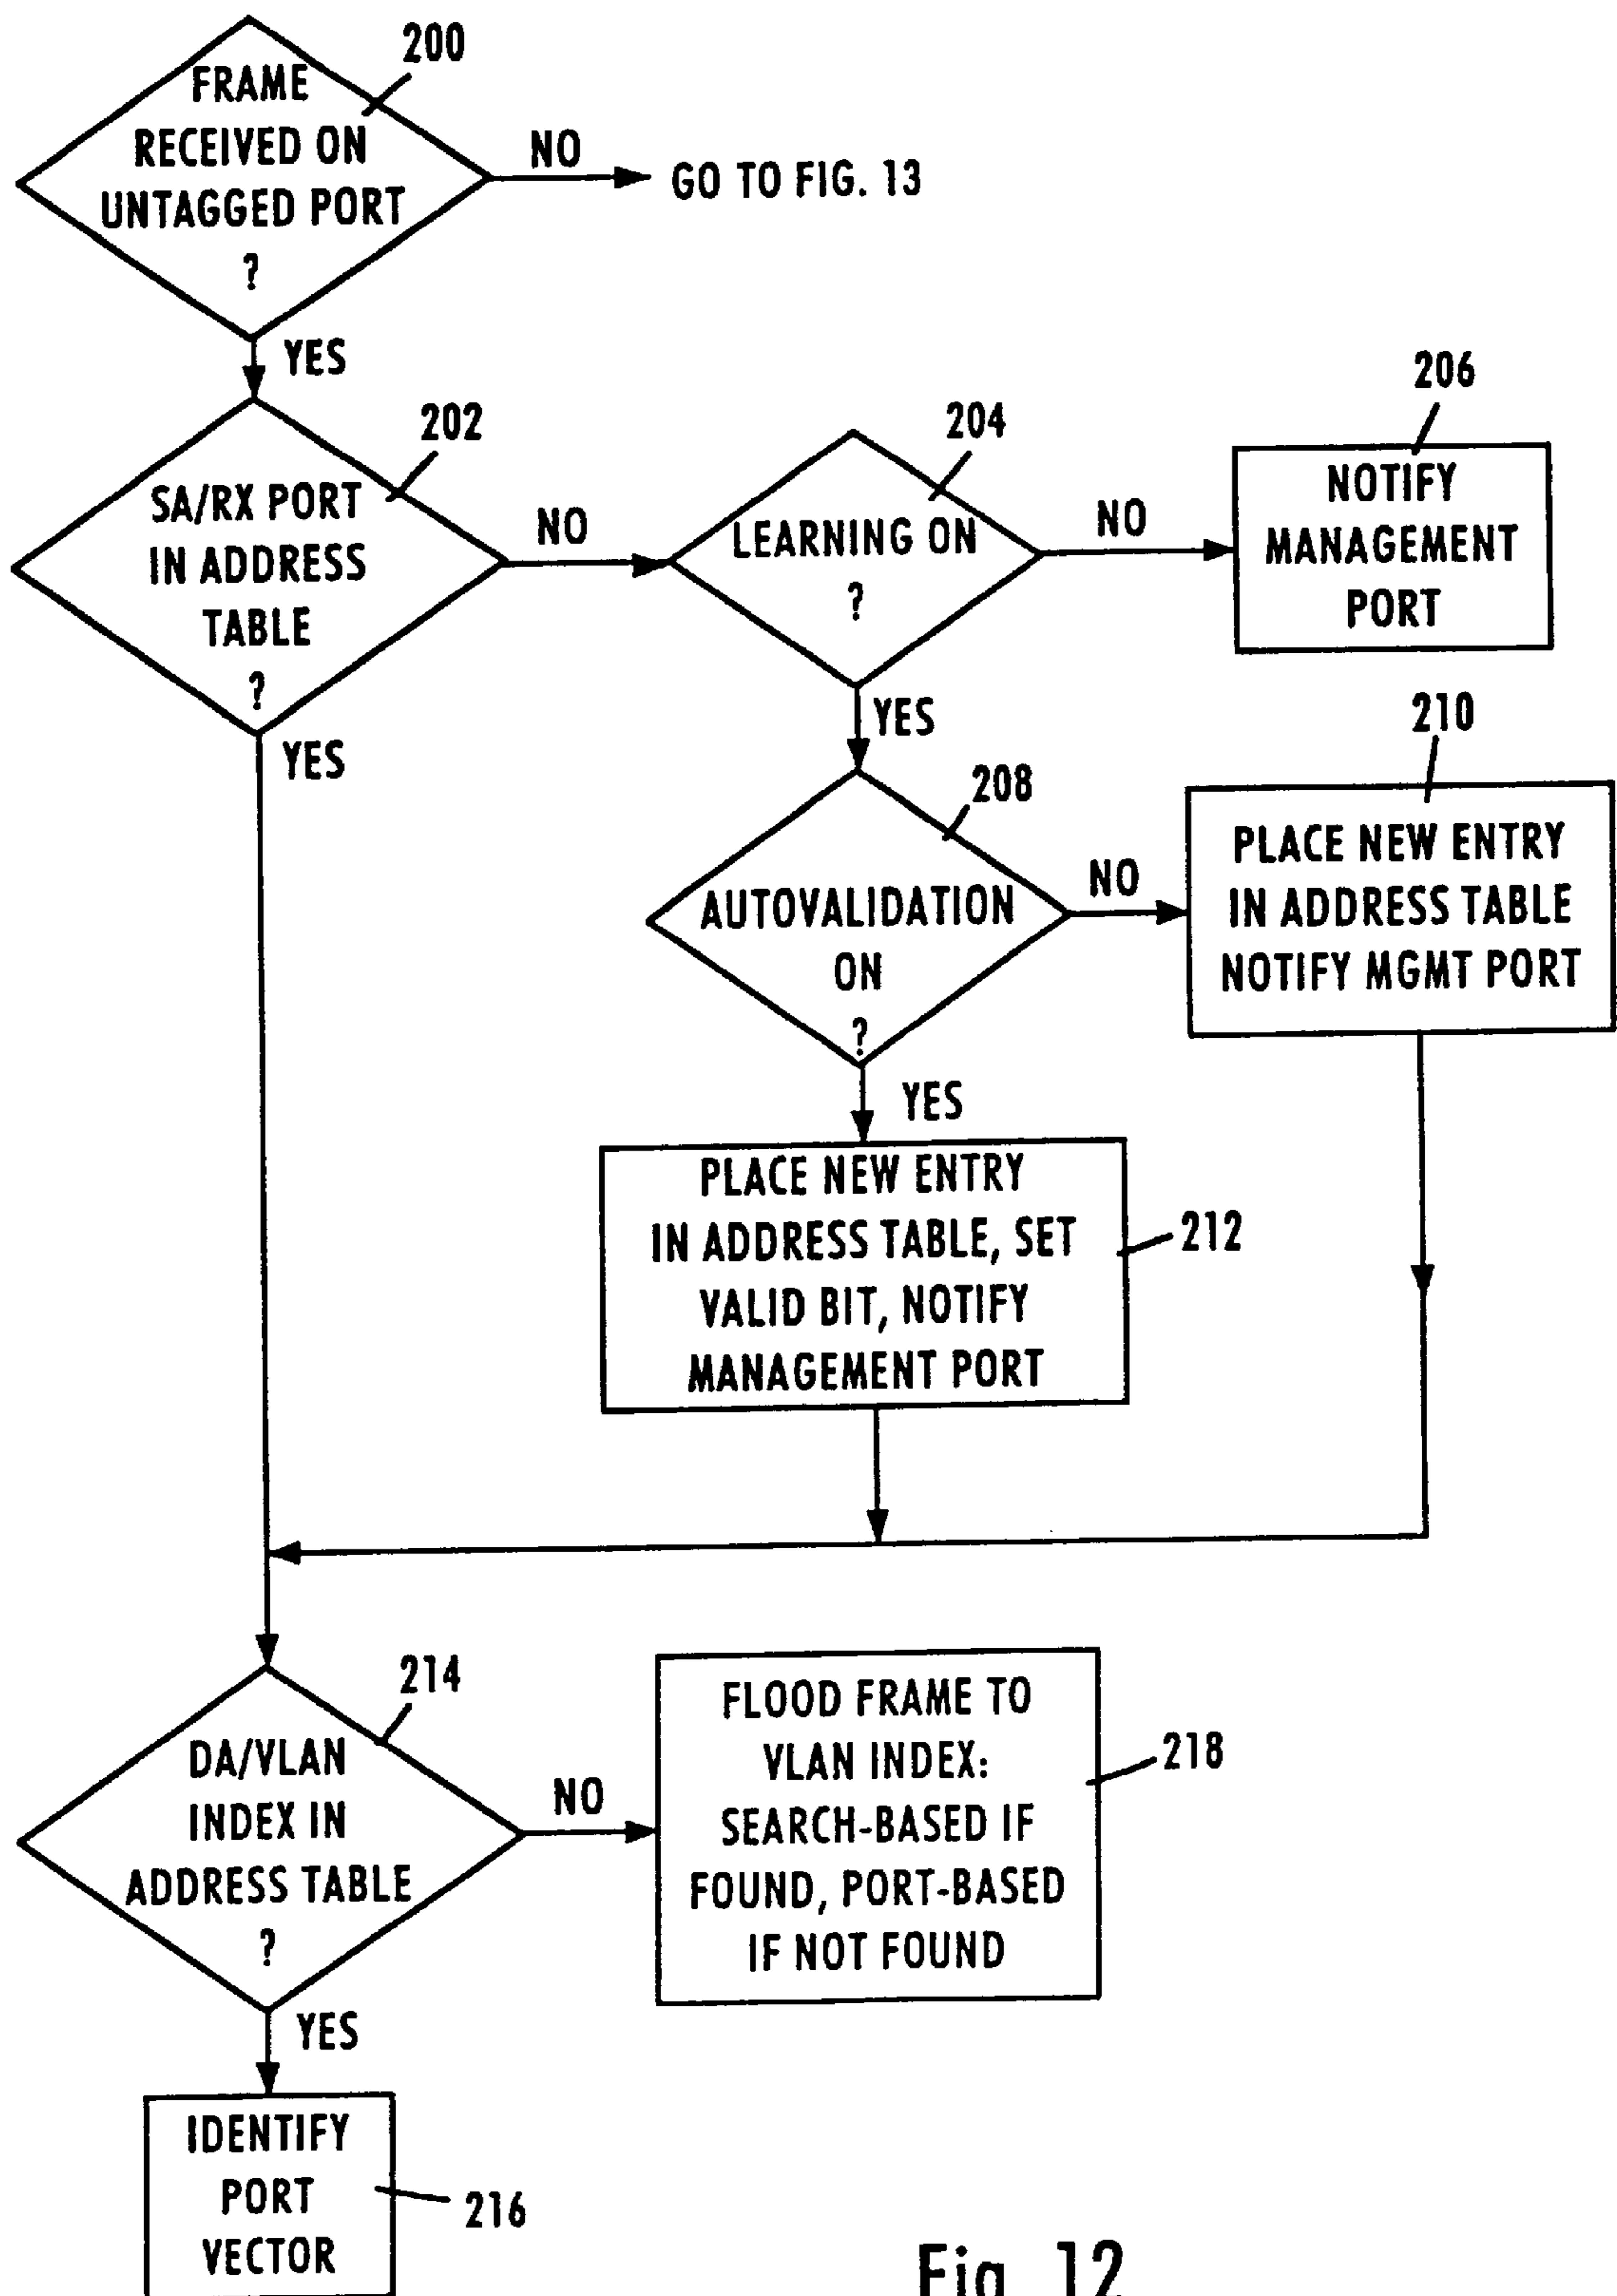 200
FRAME
RECEIVED ON
UNTAGGED PORT
?
NO
GO TO FIG. 13
YES
202
SA/RX PORT
IN ADDRESS
TABLE
?
NO
YES
204
LEARNING ON
?
NO
YES
206
NOTIFY
MANAGEMENT
PORT
208
AUTOVALIDATION
ON
?
NO
YES
210
PLACE NEW ENTRY
IN ADDRESS TABLE
NOTIFY MGMT PORT
PLACE NEW ENTRY
IN ADDRESS TABLE, SET
VALID BIT, NOTIFY
MANAGEMENT PORT
212
214
DA/VLAN
INDEX IN
ADDRESS TABLE
?
NO
YES
FLOOD FRAME TO
VLAN INDEX:
SEARCH-BASED IF
FOUND, PORT-BASED
IF NOT FOUND
218
IDENTIFY
PORT
VECTOR
216
Fig. 12